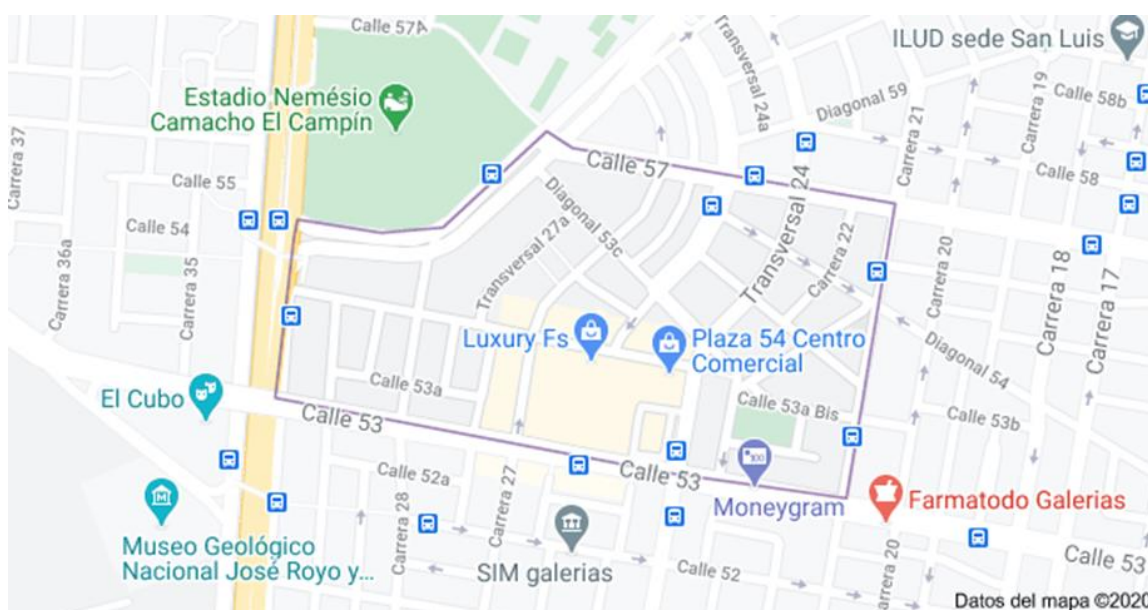 Calle 57A
ILUD sede San Luis
Estadio Nemésio
Camacho El Campín
Transversal 24a
Diagonal 59
Carrera 19
Calle 58b
Carrera 37
Carrera 21
Calle 57
Calle 58
Calle 55
Diagonal 53c
Transversal 24
Calle 54
Transversal 27a
Carrera 22
Carrera 20
Carrera 36a
Carrera 35
Carrera 18
Carrera 17
Luxury Fs
Plaza 54 Centro
Comercial
Diagonal 54
El Cubo
Calle 53a
Calle 53
Calle 53a Bis
Calle 53b
Calle 52a
Carrera 28
Carrera 27
Calle 53
100
Moneygram
Farmatodo Galerias
Museo Geológico
Nacional José Royo y...
SIM galerias
Calle 52
Carrera 20
Calle 53
Datos del mapa ©2020